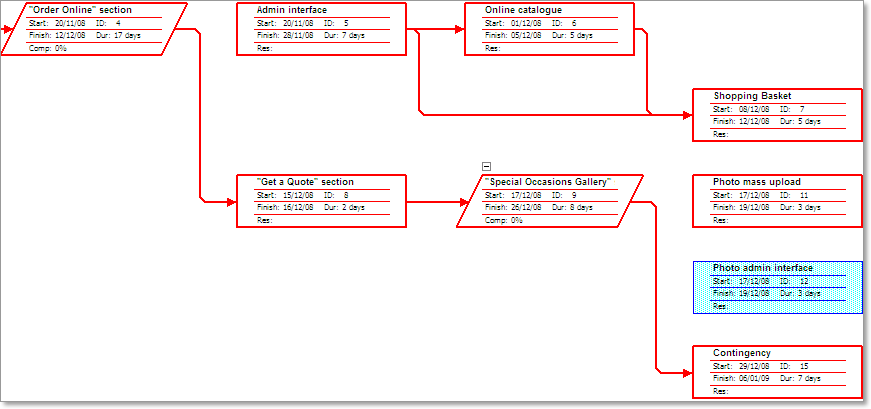 "Order Online" section
Start: 20/11/08 ID: 4
Finish: 12/12/08 Dur: 17 days
Comp: 0%
Admin interface
Start: 20/11/08 ID: 5
Finish: 28/11/08 Dur: 7 days
Res:
Online catalogue
Start: 01/12/08 ID: 6
Finish: 05/12/08 Dur: 5 days
Res:
Shopping Basket
Start: 08/12/08 ID: 7
Finish: 12/12/08 Dur: 5 days
Res:
"Get a Quote" section
Start: 15/12/08 ID: 8
Finish: 16/12/08 Dur: 2 days
Res:
"Special Occasions Gallery"
Start: 17/12/08 ID: 9
Finish: 26/12/08 Dur: 8 days
Comp: 0%
Photo mass upload
Start: 17/12/08 ID: 11
Finish: 19/12/08 Dur: 3 days
Res:
Photo admin interface
Start: 17/12/08 ID: 12
Finish: 19/12/08 Dur: 3 days
Res:
Contingency
Start: 29/12/08 ID: 15
Finish: 06/01/09 Dur: 7 days
Res: